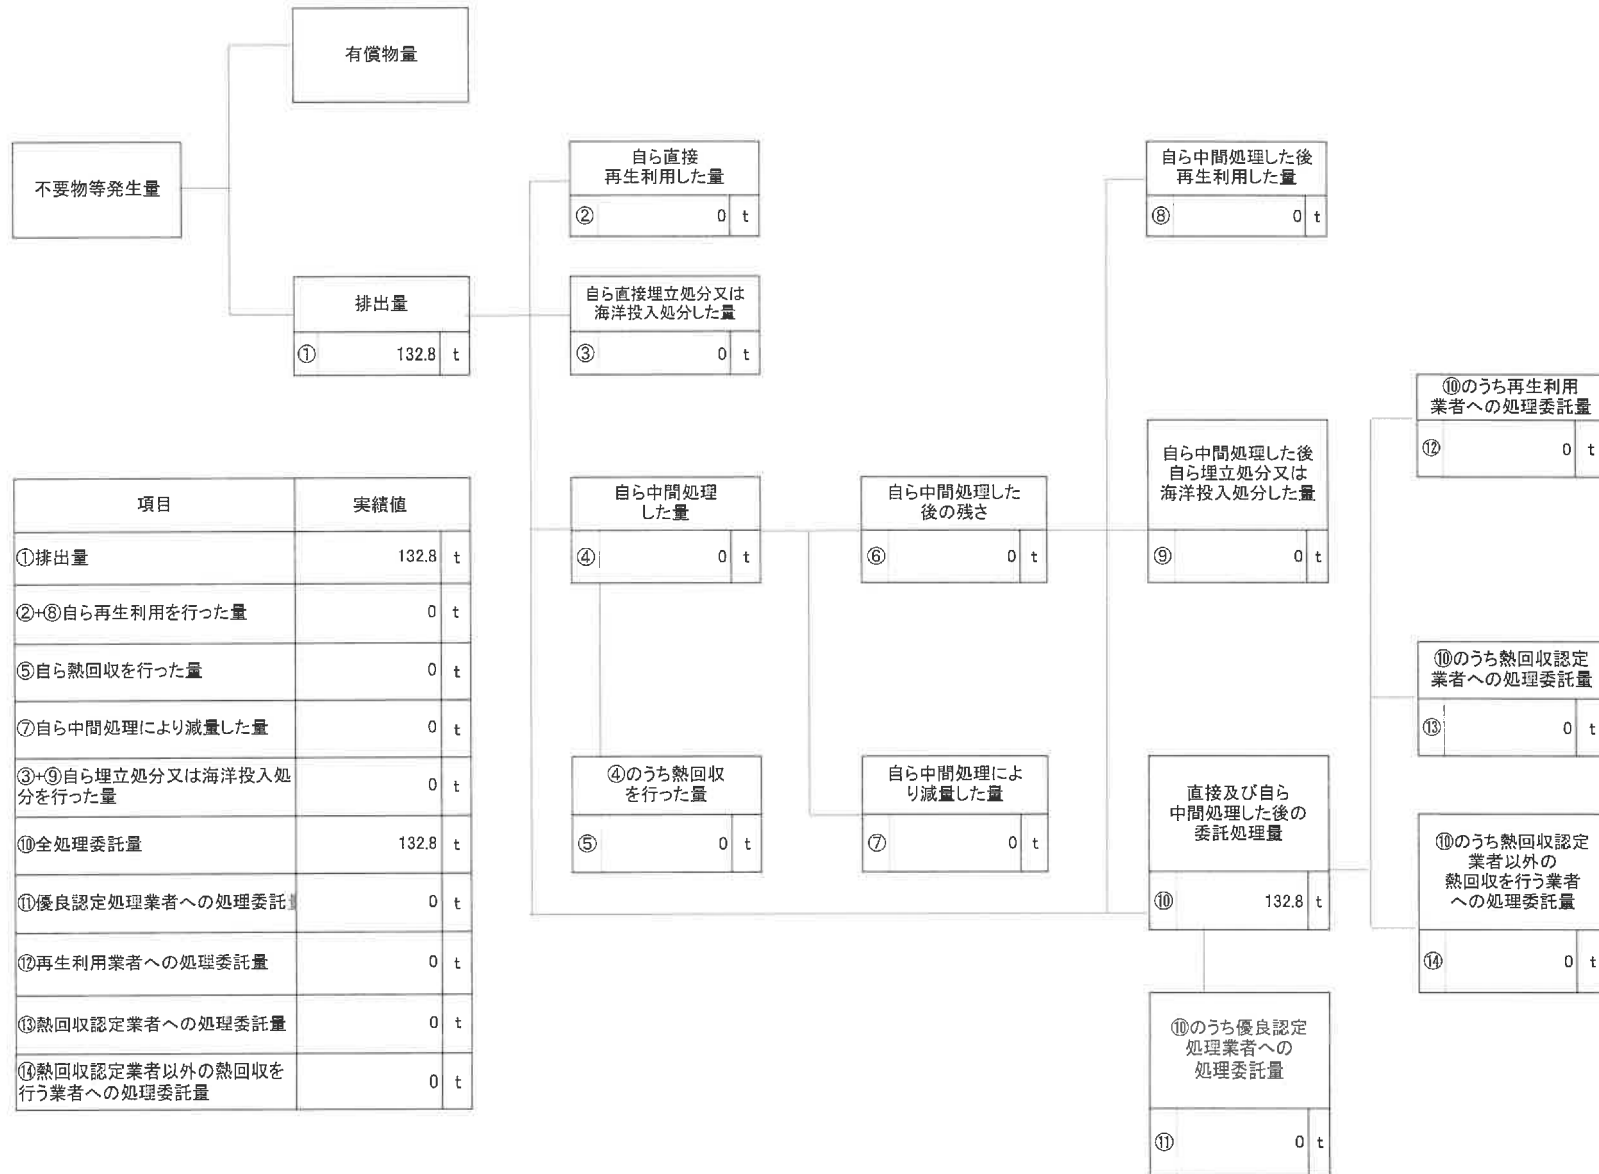 有償物量
不要物等発生量
排出量
① 132.8 t
自ら直接
再生利用した量
② 0 t
自ら直接埋立処分又は
海洋投入処分した量
③ 0 t
自ら中間処理
した量
④ 0 t
④のうち熱回収
を行った量
⑤ 0 t
自ら中間処理した
後の残さ
⑥ 0 t
自ら中間処理によ
り減量した量
⑦ 0 t
自ら中間処理した後
再生利用した量
⑧ 0 t
自ら中間処理した後
自ら埋立処分又は
海洋投入処分した量
⑨ 0 t
直接及び自ら
中間処理した後の
委託処理量
⑩ 132.8 t
⑩のうち優良認定
処理業者への
処理委託量
⑪ 0 t
⑩のうち再生利用
業者への処理委託量
⑫ 0 t
⑩のうち熱回収認定
業者への処理委託量
⑬ 0 t
⑩のうち熱回収認定
業者以外の
熱回収を行う業者
への処理委託量
⑭ 0 t
項目 実績値
①排出量 132.8 t
②+⑧自ら再生利用を行った量 0 t
⑤自ら熱回収を行った量 0 t
⑦自ら中間処理により減量した量 0 t
③+⑨自ら埋立処分又は海洋投入処
分を行った量 0 t
⑩全処理委託量 132.8 t
⑪優良認定処理業者への処理委託 0 t
⑫再生利用業者への処理委託量 0 t
⑬熱回収認定業者への処理委託量 0 t
⑭熱回収認定業者以外の熱回収を
行う業者への処理委託量 0 t